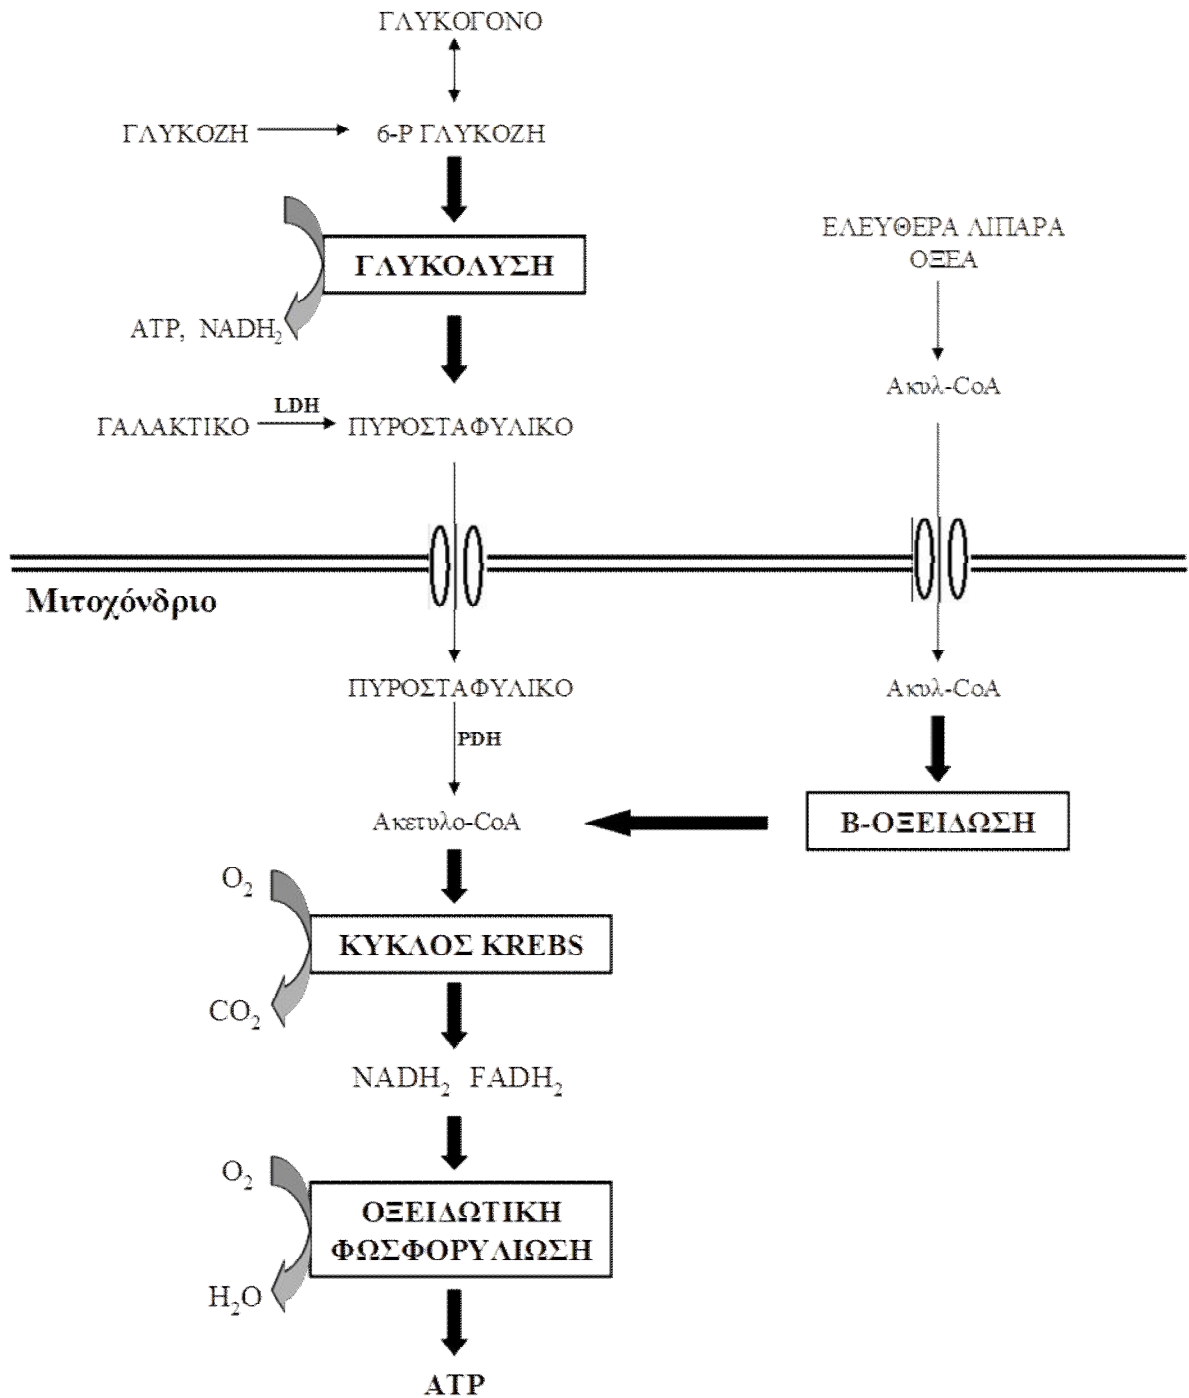 ΓΛΥΚΟΓΟΝΟ
ΓΛΥΚΟΖΗ
6-P ΓΛΥΚΟΖΗ
ΓΛΥΚΟΛΥΣΗ
ATP, NADH₂
ΕΛΕΥΘΕΡΑ ΛΙΠΑΡΑ
ΟΞΕΑ
Ακυλ-CoA
LDH
ΓΑΛΑΚΤΙΚΟ
ΠΥΡΟΣΤΑΦΥΛΙΚΟ
Μιτοχόνδριο
ΠΥΡΟΣΤΑΦΥΛΙΚΟ
Ακυλ-CoA
PDH
Ακετυλο-CoA
Β-ΟΞΕΙΔΩΣΗ
O₂
ΚΥΚΛΟΣ KREBS
CO₂
NADH₂ FADH₂
O₂
ΟΞΕΙΔΩΤΙΚΗ
ΦΩΣΦΟΡΥΛΙΩΣΗ
H₂O
ATP